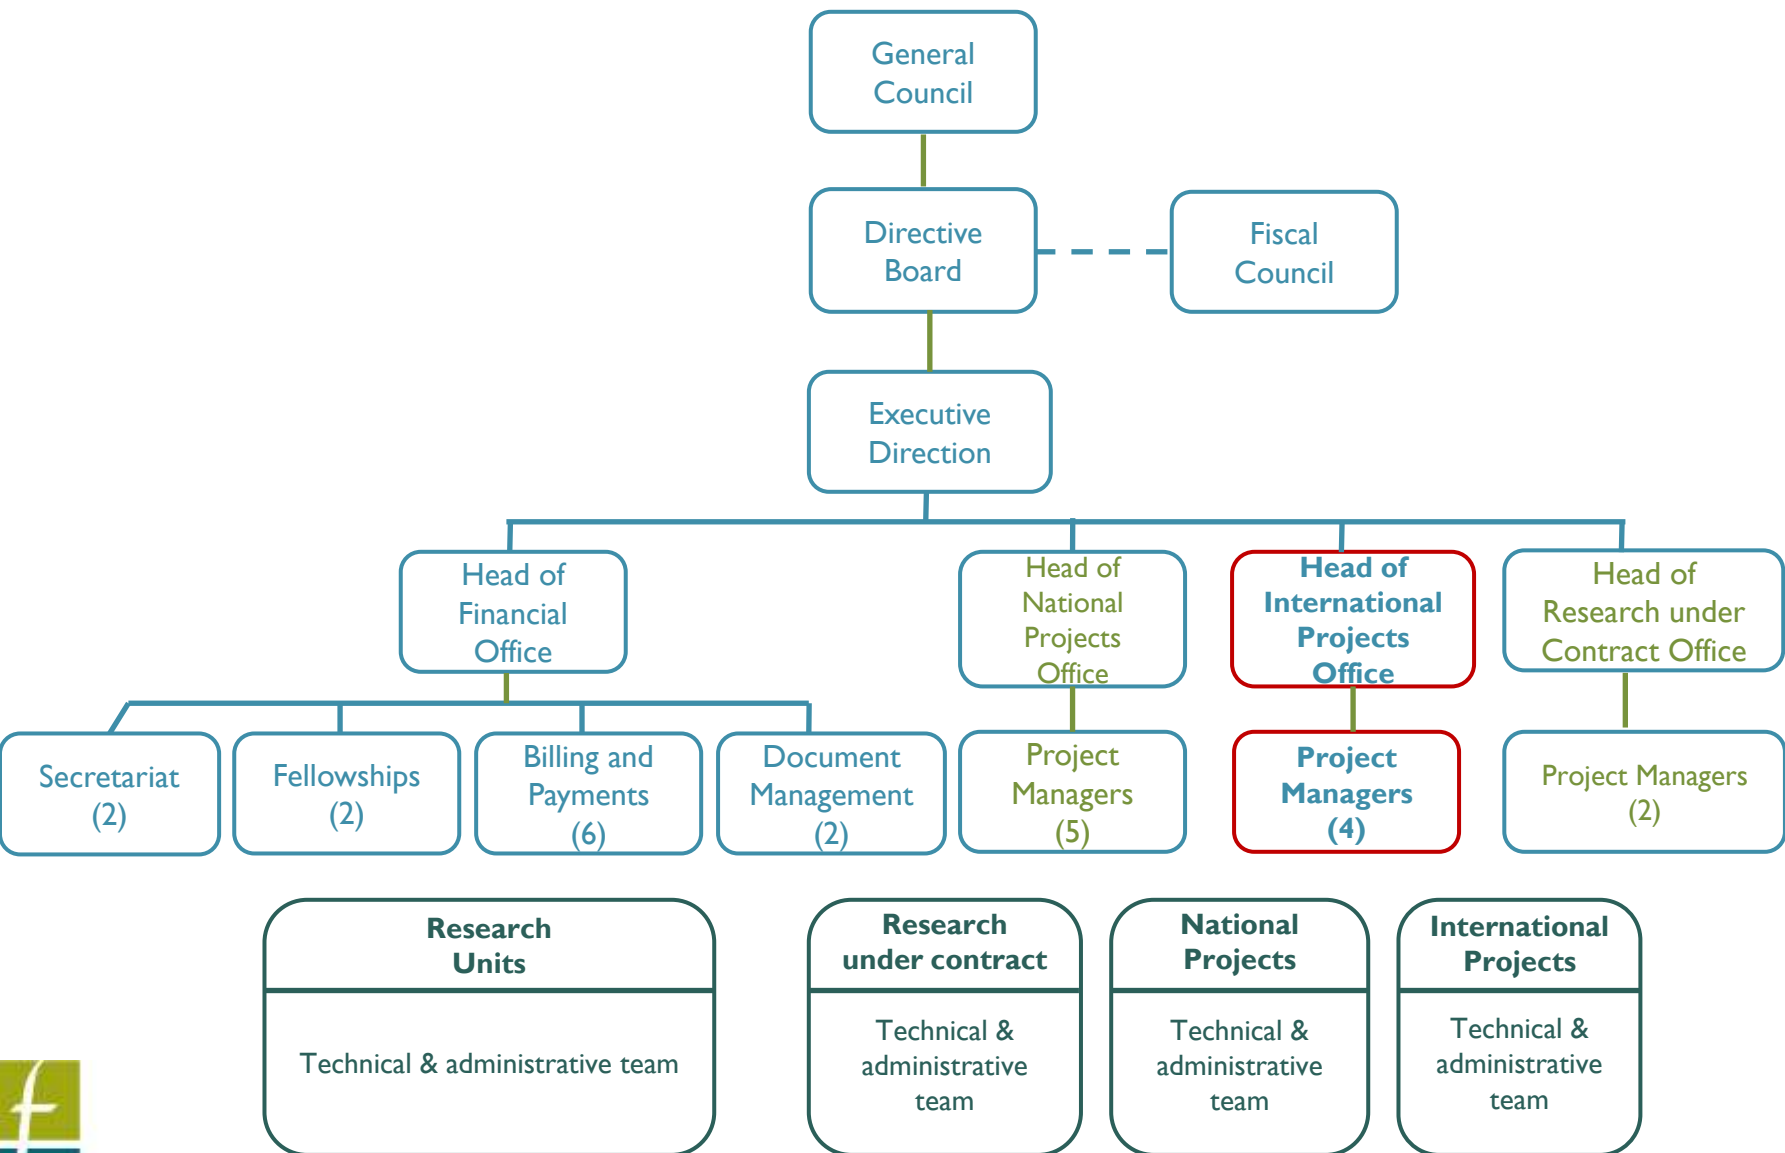 General
Council
Directive
Board
Fiscal
Council
Executive
Direction
Head of
Financial
Office
Head of
National
Projects
Office
Head of
International
Projects
Office
Head of
Research under
Contract Office
Secretariat
(2)
Fellowships
(2)
Billing and
Payments
(6)
Document
Management
(2)
Project
Managers
(5)
Project
Managers
(4)
Project Managers
(2)
Research
Units
Technical & administrative team
Research
under contract
Technical &
administrative
team
National
Projects
Technical &
administrative
team
International
Projects
Technical &
administrative
team
f